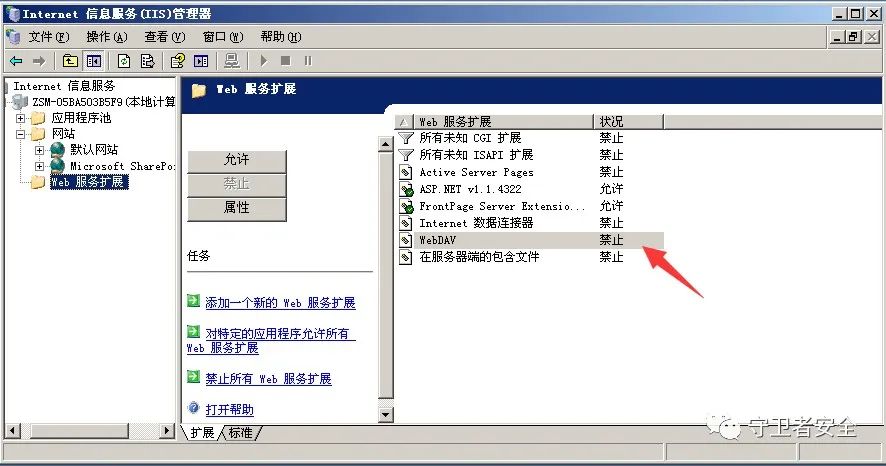 Internet 信息服务(IIS)管理器
文件(F) 操作(A) 查看(V) 窗口(W) 帮助(H)
Internet 信息服务
ZSM-05BA503B5F9(本地计算
应用程序池
网站
默认网站
Microsoft SharePo
Web 服务扩展
Web 服务扩展
允许
禁止
属性
任务
添加一个新的 Web 服务扩展
对特定的应用程序允许所有
Web 服务扩展
禁止所有 Web 服务扩展
打开帮助
Web 服务扩展 状况
所有未知 CGI 扩展 禁止
所有未知 ISAPI 扩展 禁止
Active Server Pages 禁止
ASP.NET v1.1.4322 允许
FrontPage Server Extensio... 允许
Internet 数据连接器 禁止
WebDAV 禁止
在服务器端的包含文件 禁止
扩展 标准
守卫者安全